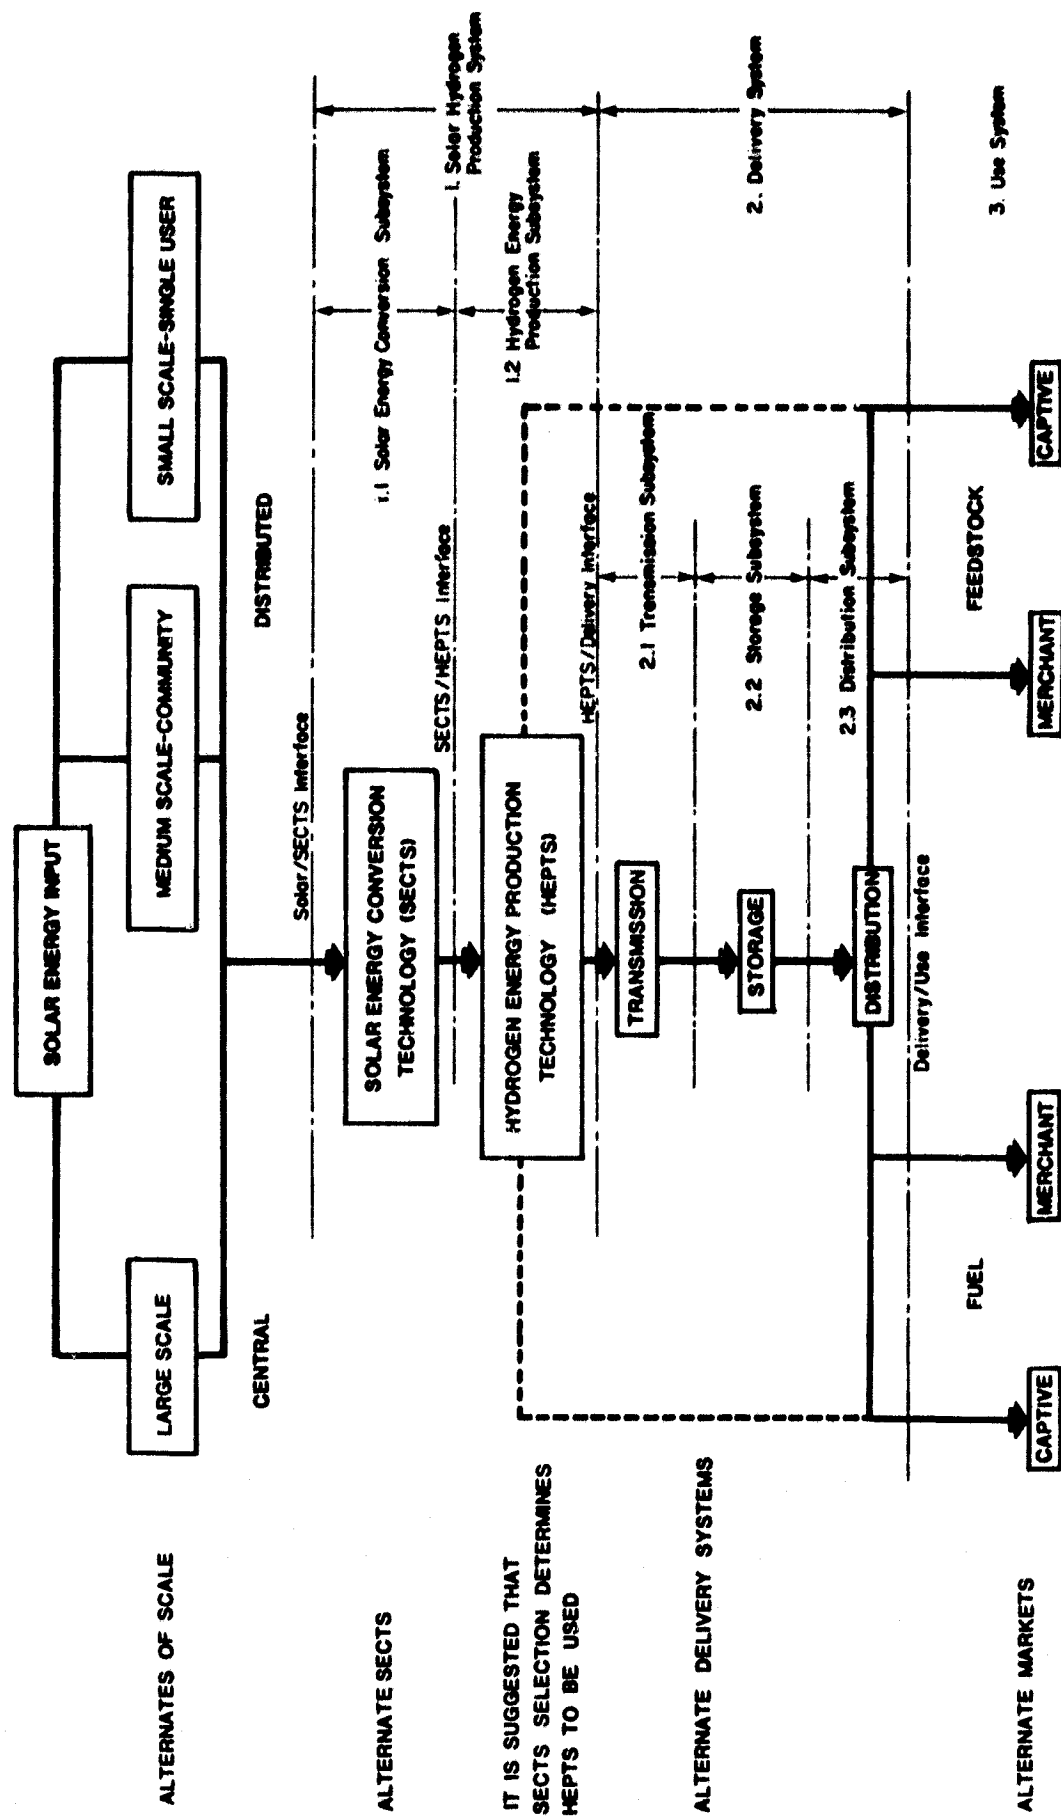 SOLAR ENERGY INPUT
ALTERNATES OF SCALE
LARGE SCALE
MEDIUM SCALE-COMMUNITY
SMALL SCALE-SINGLE USER
CENTRAL
DISTRIBUTED
Solar/SECTS Interface
ALTERNATE SECTS
SOLAR ENERGY CONVERSION
TECHNOLOGY (SECTS)
1.1 Solar Energy Conversion Subsystem
1. Solar Hydrogen
Production System
SECTS/HEPTS Interface
IT IS SUGGESTED THAT
SECTS SELECTION DETERMINES
HEPTS TO BE USED
HYDROGEN ENERGY PRODUCTION
TECHNOLOGY (HEPTS)
1.2 Hydrogen Energy
Production Subsystem
HEPTS/Delivery Interface
ALTERNATE DELIVERY SYSTEMS
TRANSMISSION
2.1 Transmission Subsystem
STORAGE
2.2 Storage Subsystem
2. Delivery System
DISTRIBUTION
2.3 Distribution Subsystem
Delivery/Use Interface
FUEL
FEEDSTOCK
3. Use System
ALTERNATE MARKETS
CAPTIVE
MERCHANT
MERCHANT
CAPTIVE